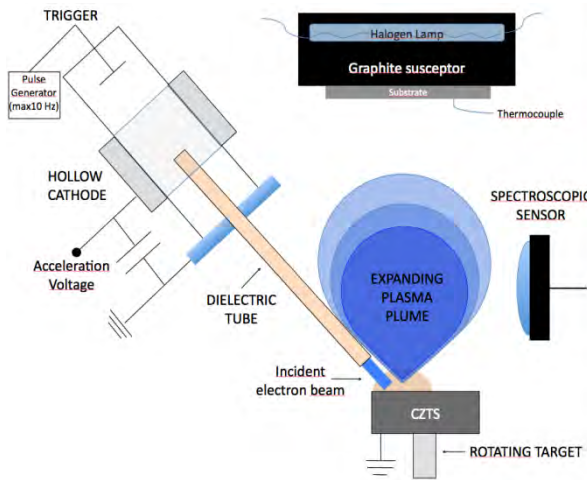 TRIGGER
Pulse
Generator
(max10 Hz)
HOLLOW
CATHODE
Acceleration
Voltage
DIELECTRIC
TUBE
Incident
electron beam
Halogen Lamp
Graphite susceptor
Substrate
Thermocouple
EXPANDING
PLASMA
PLUME
SPECTROSCOPIC
SENSOR
CZTS
ROTATING TARGET